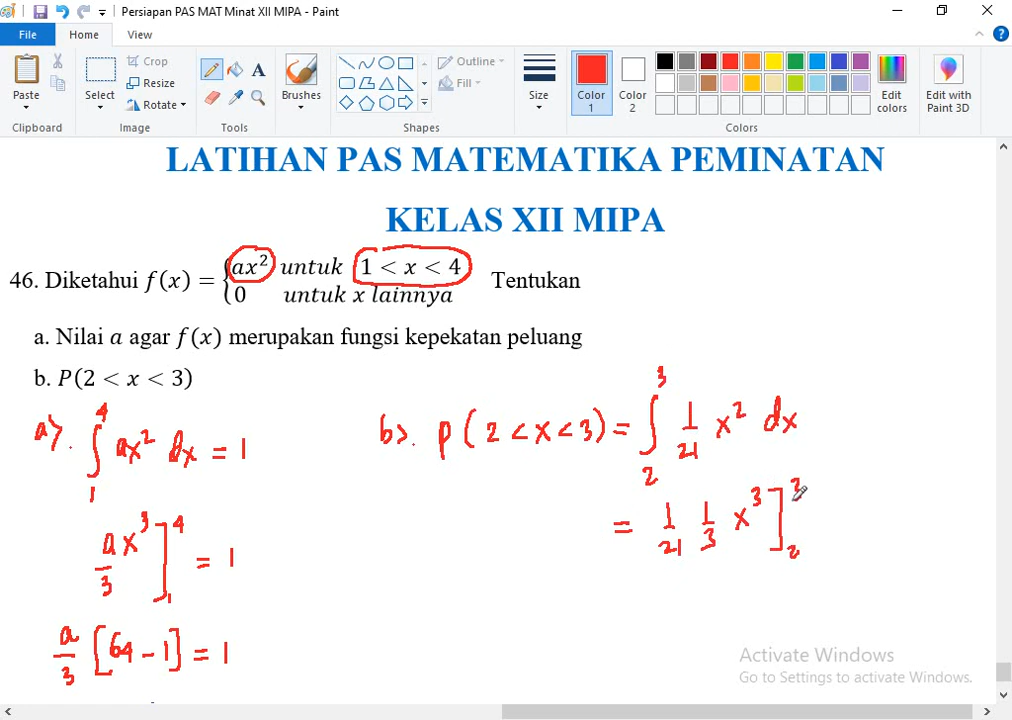 Persiapan PAS MAT Minat XII MIPA - Paint
File Home View
Paste
Clipboard
Select
Crop
Resize
Rotate
Image
A
Tools
Brushes
Outline
Fill
Shapes
Size
Color 1
Color 2
Colors
Edit colors
Edit with Paint 3D
LATIHAN PAS MATEMATIKA PEMINATAN
KELAS XII MIPA
46. Diketahui f(x) = { ax² untuk 1 < x < 4 Tentukan
0 untuk x lainnya
a. Nilai a agar f(x) merupakan fungsi kepekatan peluang
b. P(2 < x < 3)
a). ∫₁⁴ ax² dx = 1
a/3 x³ ]₁⁴ = 1
a/3 [64 - 1] = 1
b). P(2 < x < 3) = ∫₂³ 1/21 x² dx
= 1/21 1/3 x³ ]₂³
Activate Windows
Go to Settings to activate Windows.